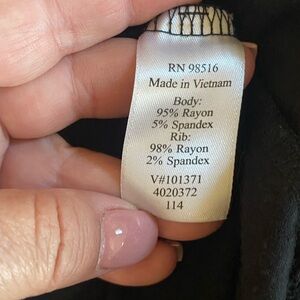 RN 98516
Made in Vietnam
Body:
95% Rayon
5% Spandex
Rib:
98% Rayon
2% Spandex
V#101371
4020372
114